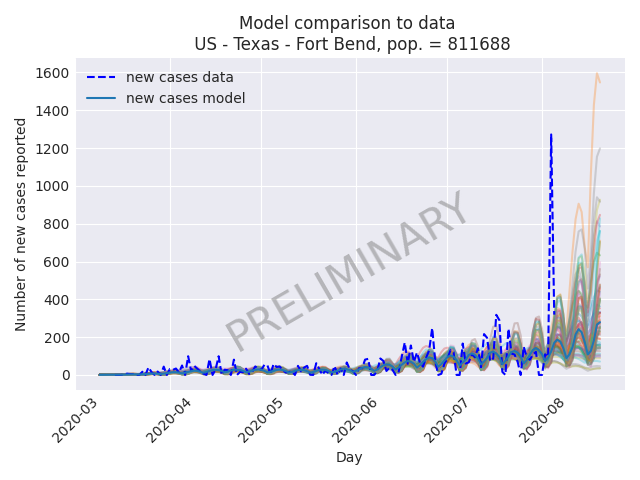 Model comparison to data
US - Texas - Fort Bend, pop. = 811688
new cases data
new cases model
1600
1400
1200
1000
800
600
400
200
0
Number of new cases reported
PRELIMINARY
2020-03
2020-04
2020-05
2020-06
2020-07
2020-08
Day